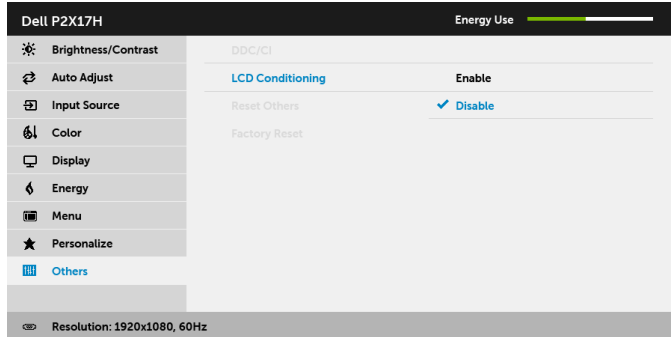 Dell P2X17H Energy Use
Brightness/Contrast DDC/CI
Auto Adjust LCD Conditioning Enable
Input Source Reset Others Disable
Color Factory Reset
Display
Energy
Menu
Personalize
Others
Resolution: 1920x1080, 60Hz